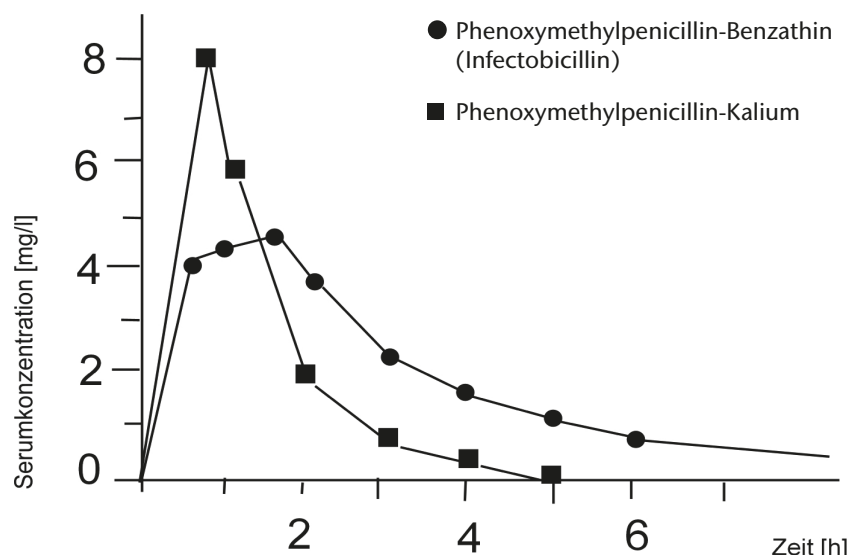 Phenoxymethylpenicillin-Benzathin
(Infectobicillin)
Phenoxymethylpenicillin-Kalium
Serumkonzentration [mg/l]
8
6
4
2
0
2
4
6
Zeit [h]